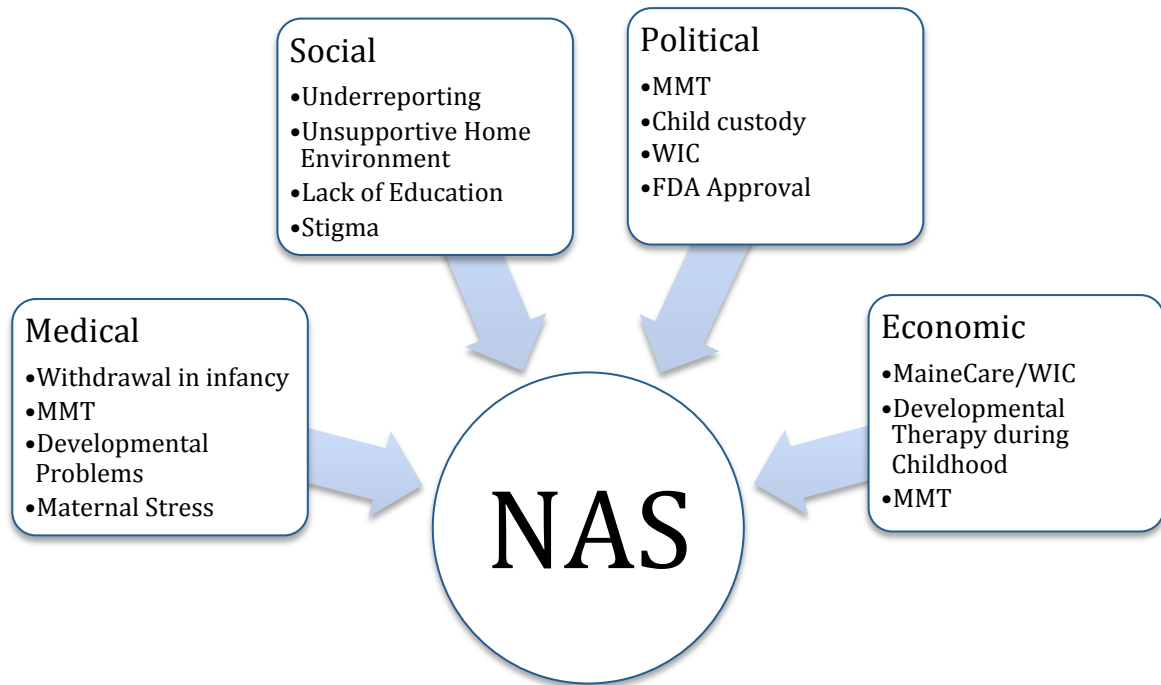 Social
•Underreporting
•Unsupportive Home
Environment
•Lack of Education
•Stigma
Political
•MMT
•Child custody
•WIC
•FDA Approval
Medical
•Withdrawal in infancy
•MMT
•Developmental
Problems
•Maternal Stress
Economic
•MaineCare/WIC
•Developmental
Therapy during
Childhood
•MMT
NAS